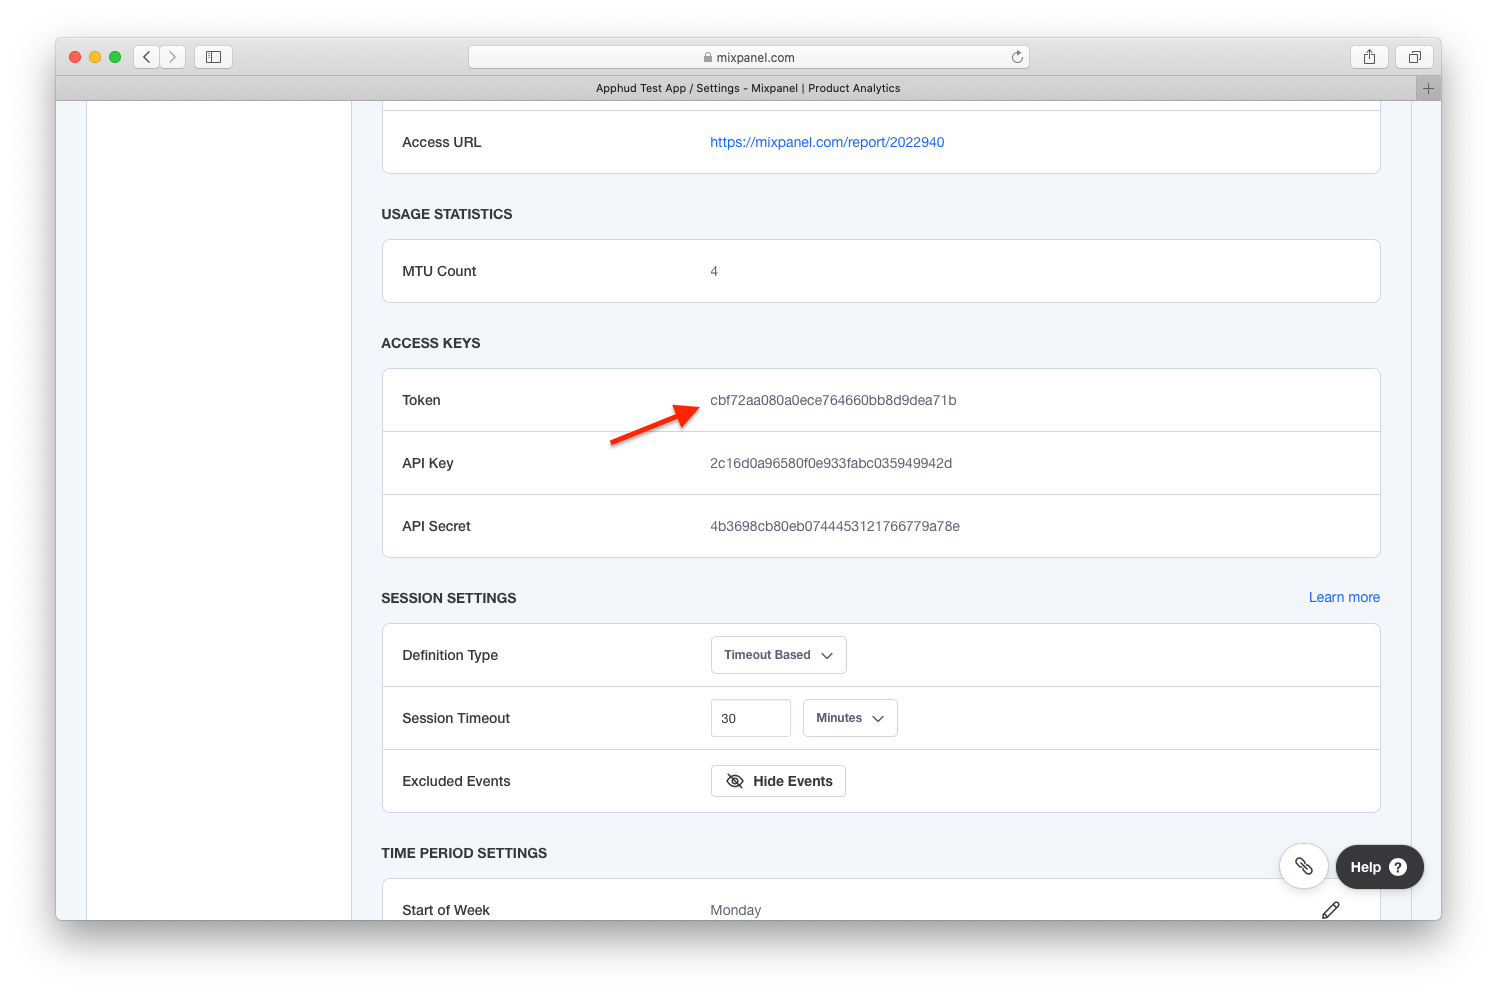 mixpanel.com
Apphud Test App / Settings - Mixpanel | Product Analytics
Access URL https://mixpanel.com/report/2022940
USAGE STATISTICS
MTU Count 4
ACCESS KEYS
Token cbf72aa080a0ece764660bb8d9dea71b
API Key 2c16d0a96580f0e933fabc035949942d
API Secret 4b3698cb80eb0744453121766779a78e
SESSION SETTINGS Learn more
Definition Type Timeout Based
Session Timeout 30 Minutes
Excluded Events Hide Events
TIME PERIOD SETTINGS
Help ?
Start of Week Monday